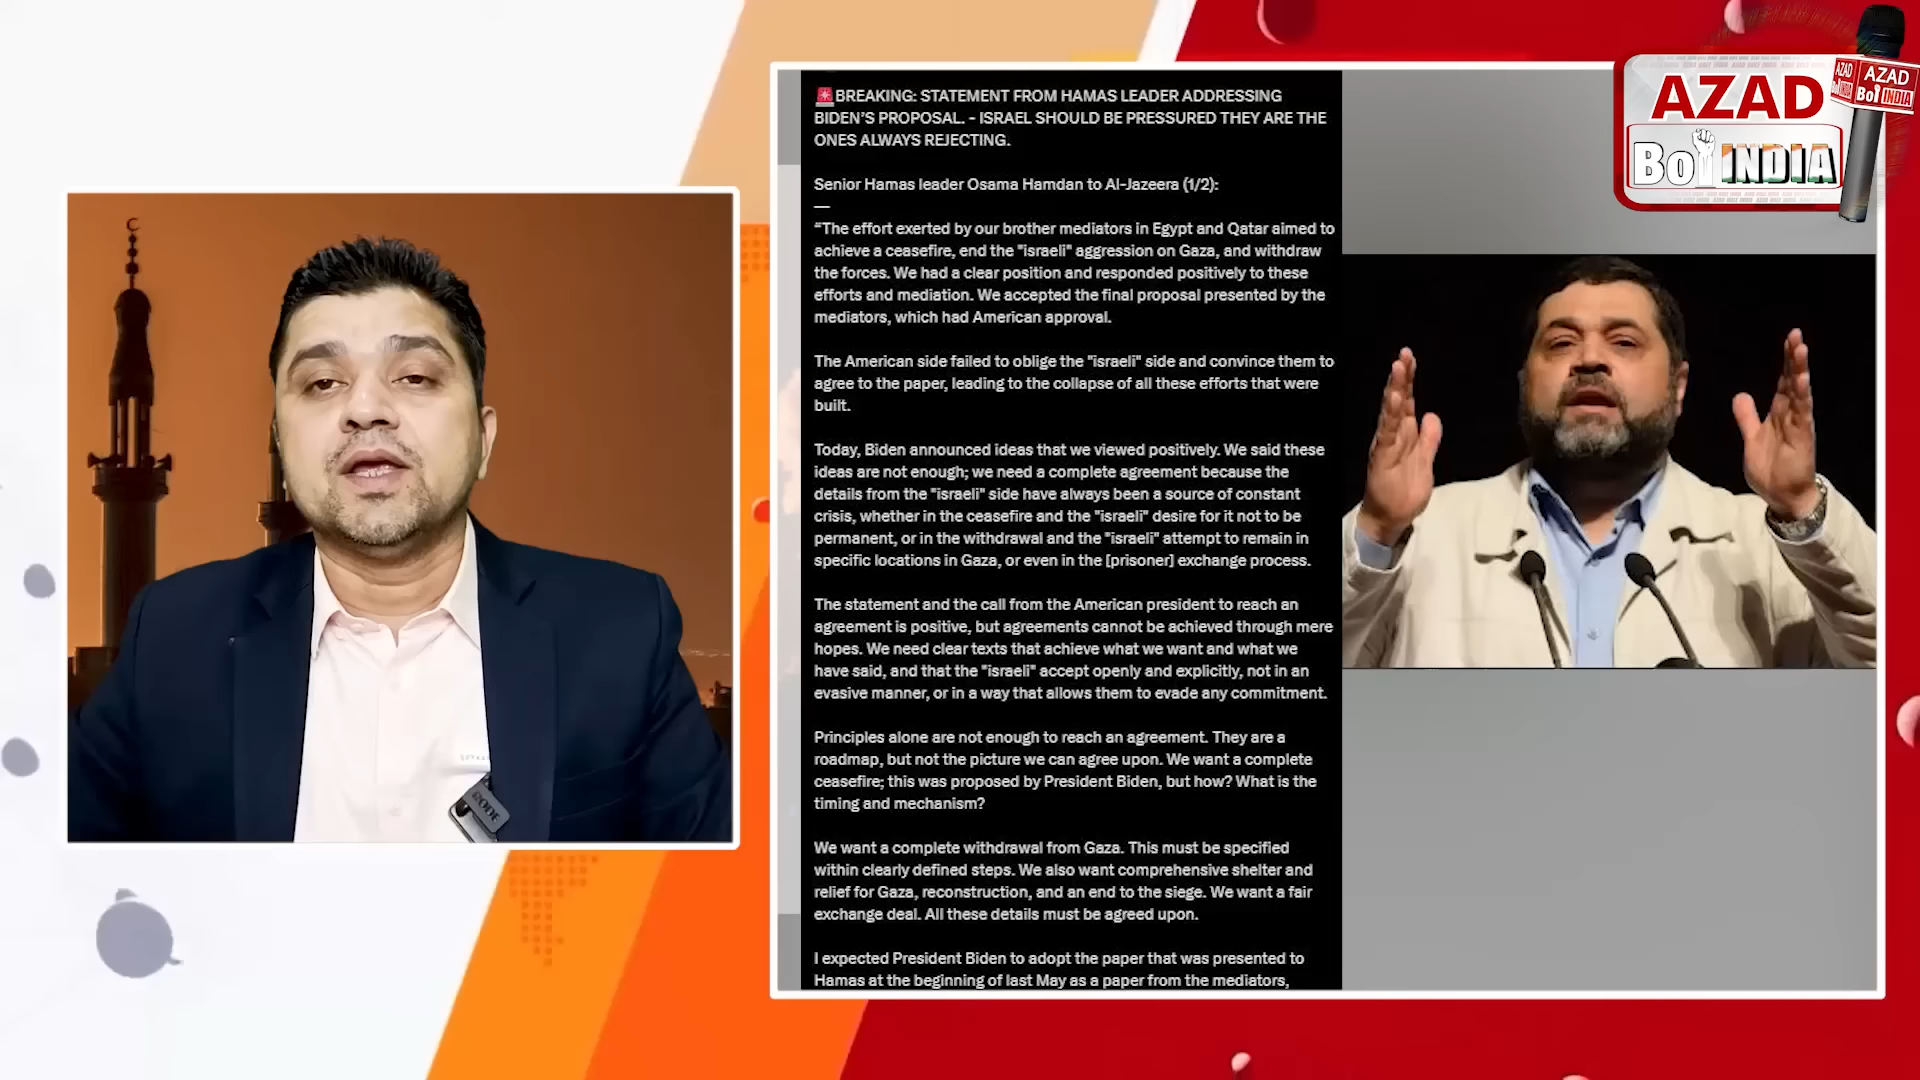 🚨BREAKING: STATEMENT FROM HAMAS LEADER ADDRESSING
BIDEN'S PROPOSAL. - ISRAEL SHOULD BE PRESSURED THEY ARE THE
ONES ALWAYS REJECTING.
Senior Hamas leader Osama Hamdan to Al-Jazeera (1/2):
—
“The effort exerted by our brother mediators in Egypt and Qatar aimed to
achieve a ceasefire, end the "israeli" aggression on Gaza, and withdraw
the forces. We had a clear position and responded positively to these
efforts and mediation. We accepted the final proposal presented by the
mediators, which had American approval.
The American side failed to oblige the "israeli" side and convince them to
agree to the paper, leading to the collapse of all these efforts that were
built.
Today, Biden announced ideas that we viewed positively. We said these
ideas are not enough; we need a complete agreement because the
details from the "israeli" side have always been a source of constant
crisis, whether in the ceasefire and the "israeli" desire for it not to be
permanent, or in the withdrawal and the "israeli" attempt to remain in
specific locations in Gaza, or even in the [prisoner] exchange process.
The statement and the call from the American president to reach an
agreement is positive, but agreements cannot be achieved through mere
hopes. We need clear texts that achieve what we want and what we
have said, and that the "israeli" accept openly and explicitly, not in an
evasive manner, or in a way that allows them to evade any commitment.
Principles alone are not enough to reach an agreement. They are a
roadmap, but not the picture we can agree upon. We want a complete
ceasefire; this was proposed by President Biden, but how? What is the
timing and mechanism?
We want a complete withdrawal from Gaza. This must be specified
within clearly defined steps. We also want comprehensive shelter and
relief for Gaza, reconstruction, and an end to the siege. We want a fair
exchange deal. All these details must be agreed upon.
I expected President Biden to adopt the paper that was presented to
Hamas at the beginning of last May as a paper from the mediators,
AZAD
Bol INDIA
AZAD
Bol INDIA
AZAD
RODE